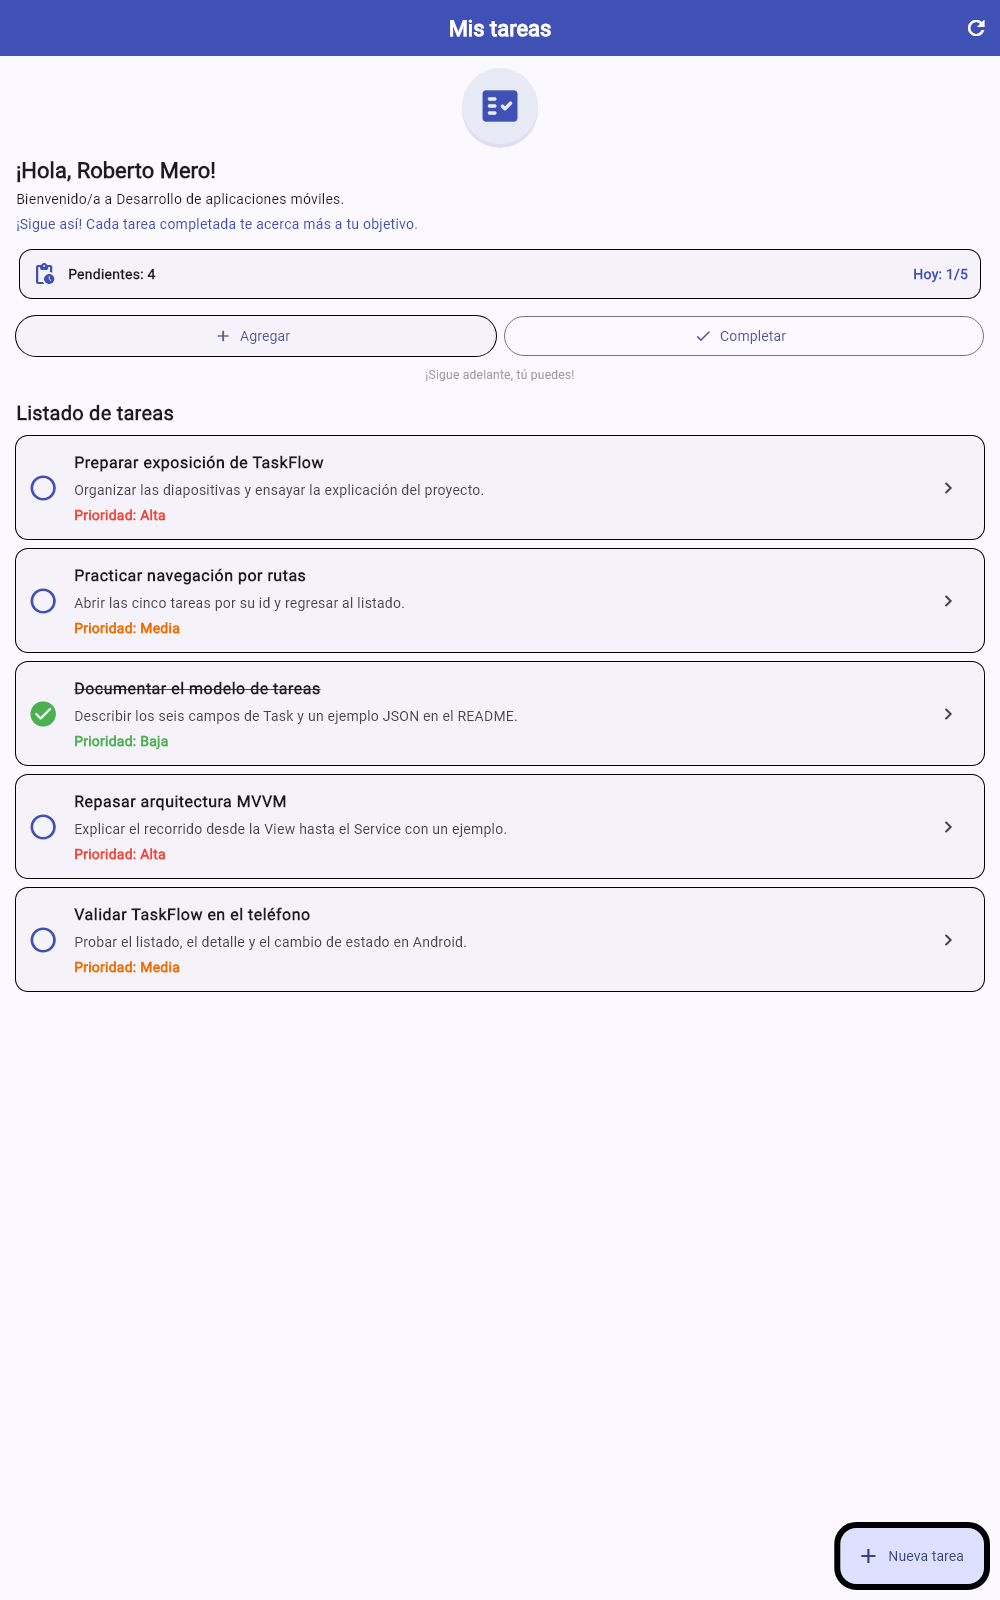 Mis tareas
¡Hola, Roberto Mero!
Bienvenido/a a Desarrollo de aplicaciones móviles.
¡Sigue así! Cada tarea completada te acerca más a tu objetivo.
Pendientes: 4
Hoy: 1/5
Agregar
Completar
¡Sigue adelante, tú puedes!
Listado de tareas
Preparar exposición de TaskFlow
Organizar las diapositivas y ensayar la explicación del proyecto.
Prioridad: Alta
Practicar navegación por rutas
Abrir las cinco tareas por su id y regresar al listado.
Prioridad: Media
Documentar el modelo de tareas
Describir los seis campos de Task y un ejemplo JSON en el README.
Prioridad: Baja
Repasar arquitectura MVVM
Explicar el recorrido desde la View hasta el Service con un ejemplo.
Prioridad: Alta
Validar TaskFlow en el teléfono
Probar el listado, el detalle y el cambio de estado en Android.
Prioridad: Media
Nueva tarea